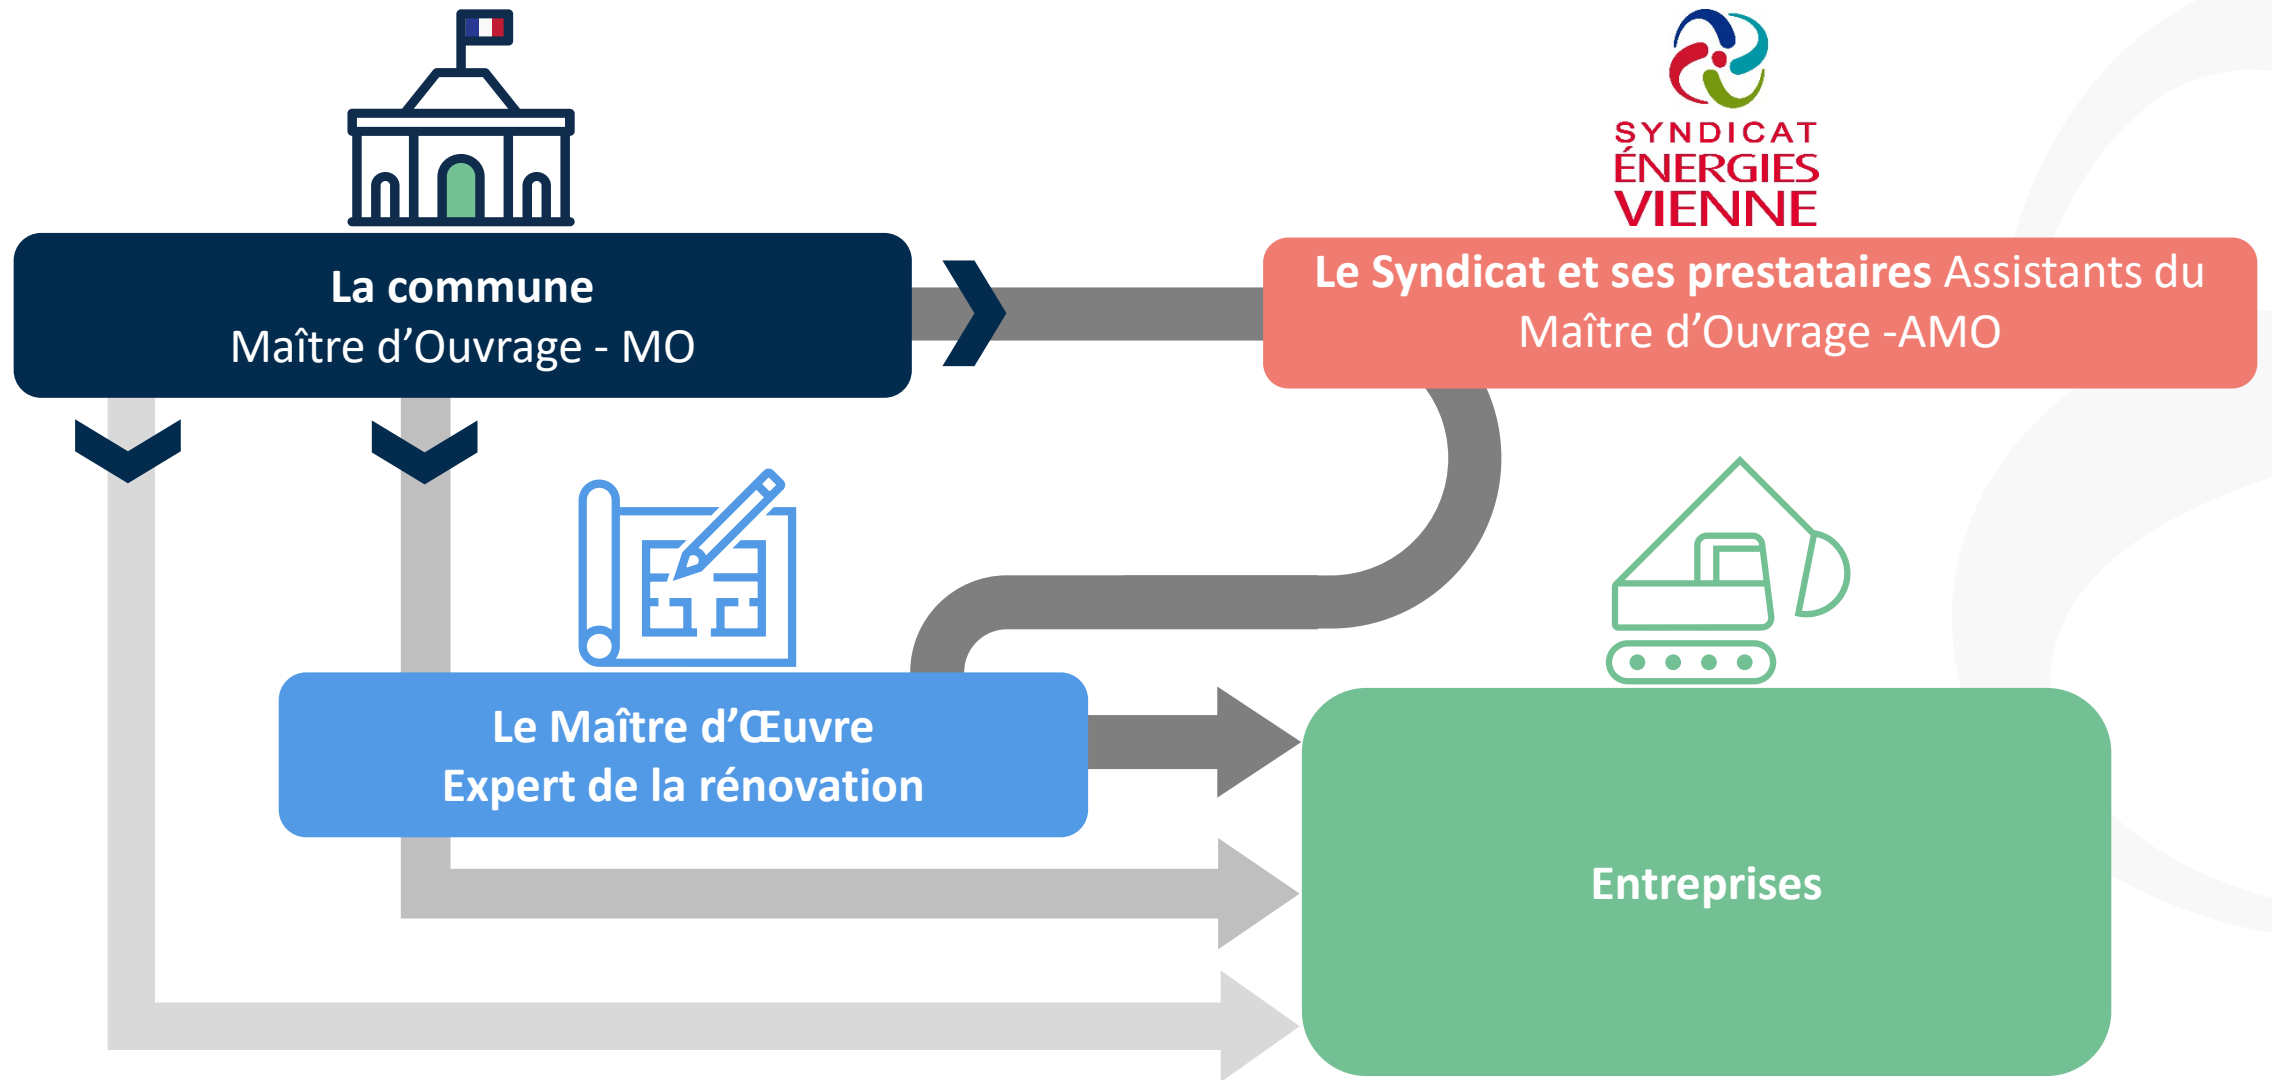 SYNDICAT
ÉNERGIES
VIENNE
La commune
Maître d’Ouvrage - MO
Le Syndicat et ses prestataires Assistants du
Maître d’Ouvrage -AMO
Le Maître d’Œuvre
Expert de la rénovation
Entreprises